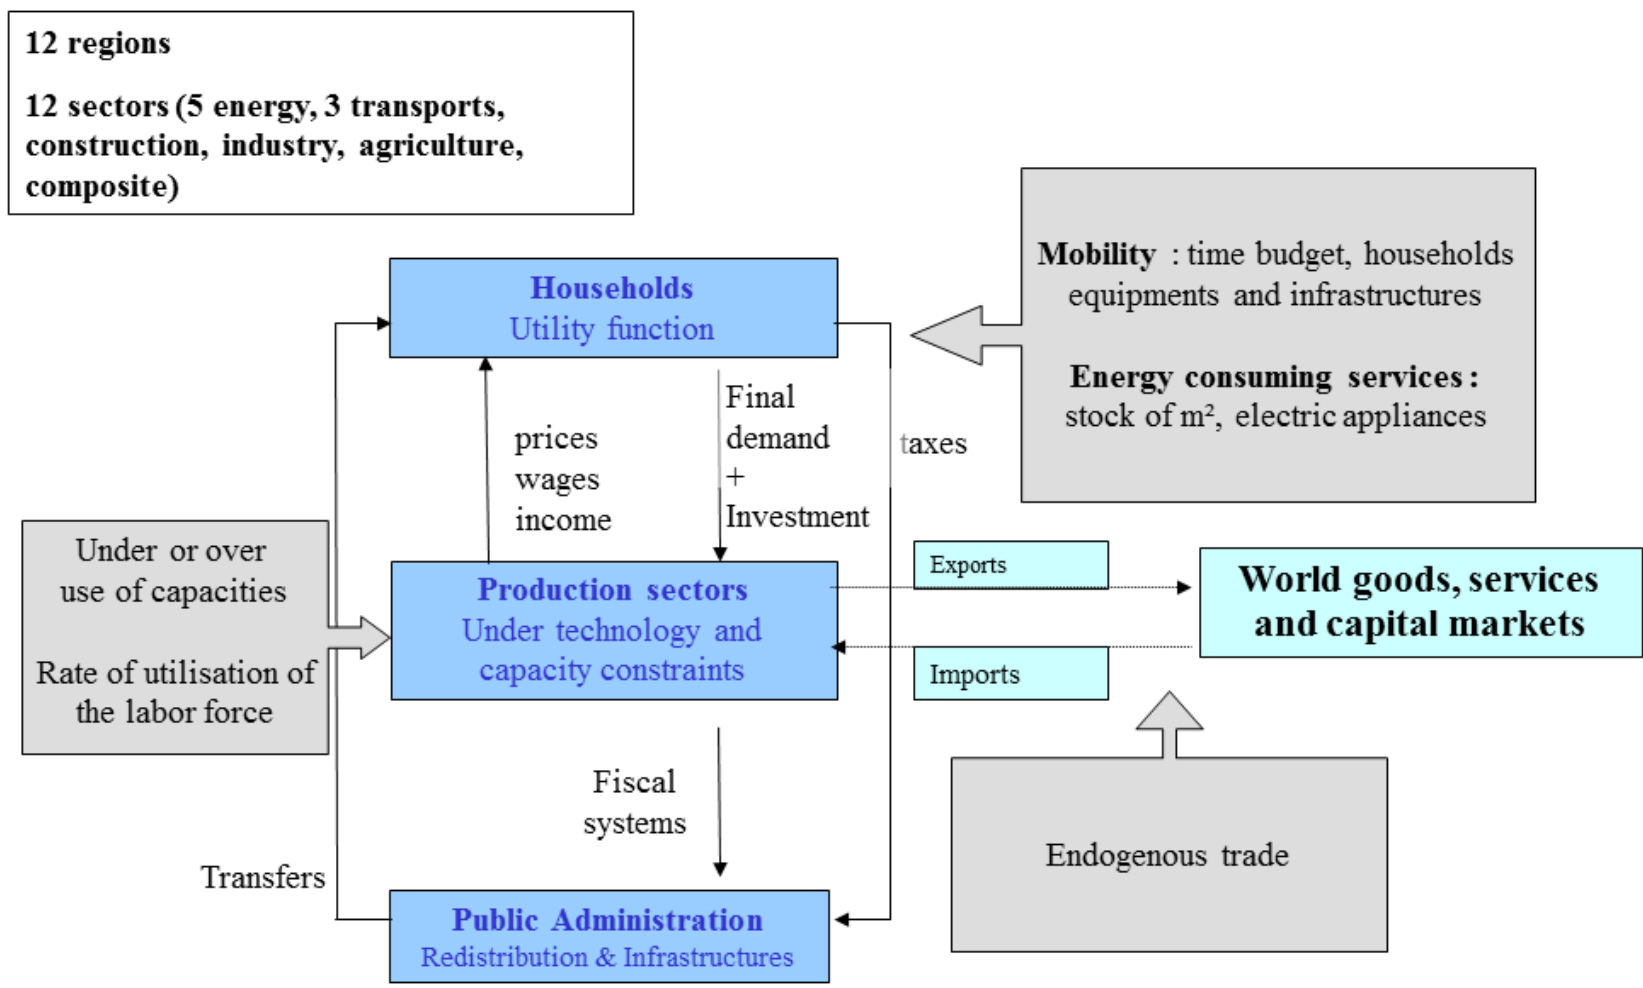 12 regions
12 sectors (5 energy, 3 transports,
construction, industry, agriculture,
composite)
Households
Utility function
Mobility : time budget, households
equipments and infrastructures
Energy consuming services :
stock of m², electric appliances
prices
wages
income
Final
demand
+
Investment
taxes
Under or over
use of capacities
Rate of utilisation of
the labor force
Production sectors
Under technology and
capacity constraints
Exports
Imports
World goods, services
and capital markets
Fiscal
systems
Endogenous trade
Transfers
Public Administration
Redistribution & Infrastructures